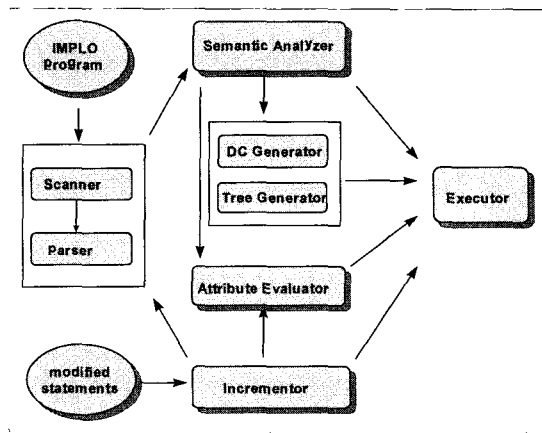 IMPLO
program
Semantic Analyzer
DC Generator
Tree Generator
Scanner
Parser
Executor
Attribute Evaluator
modified
statements
Incrementor